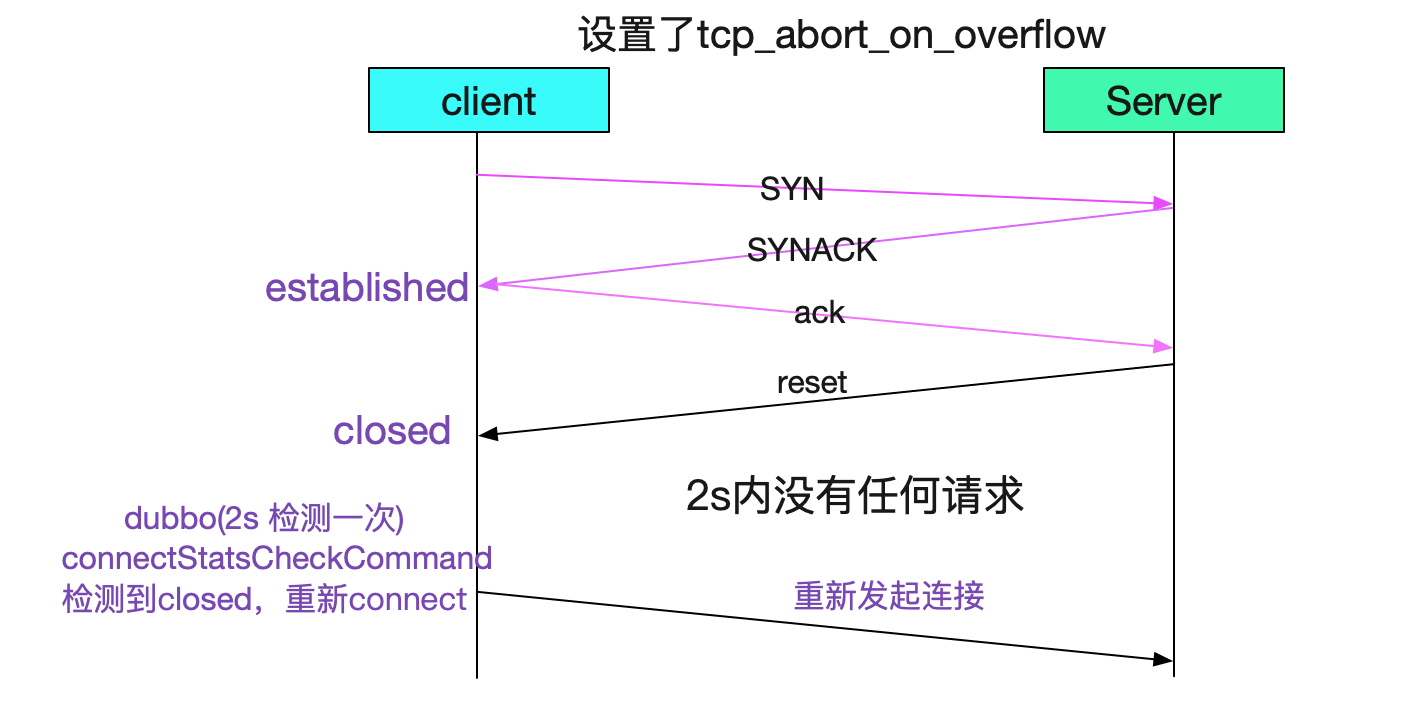 设置了tcp_abort_on_overflow
client
Server
SYN
SYNACK
established
ack
reset
closed
2s内没有任何请求
dubbo(2s 检测一次)
connectStatsCheckCommand
检测到closed，重新connect
重新发起连接